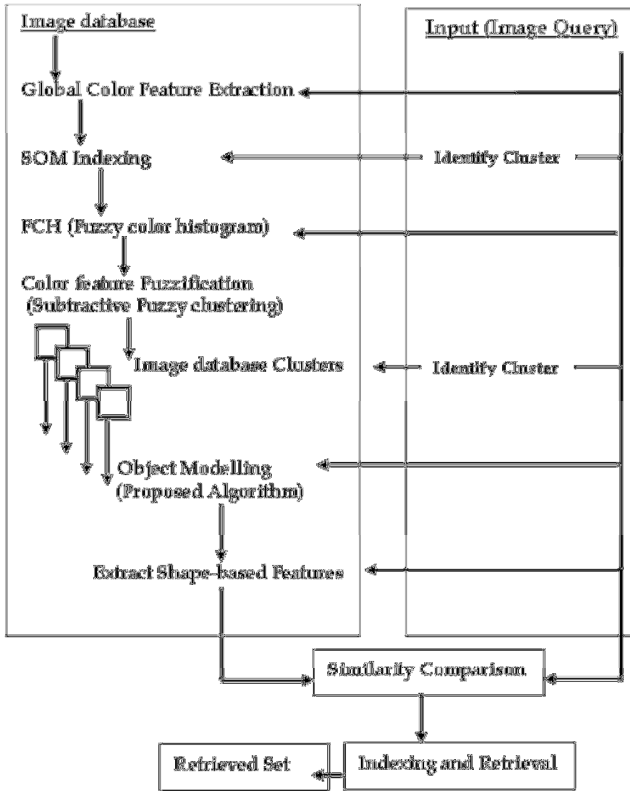 Image database
Input (Image Query)
Global Color Feature Extraction
SOM Indexing
Identify Cluster
FCH (Fuzzy color histogram)
Color feature Fuzzification
(Subtractive Fuzzy clustering)
Image database Clusters
Identify Cluster
Object Modelling
(Proposed Algorithm)
Extract Shape-based Features
Similarity Comparison
Retrieved Set
Indexing and Retrieval